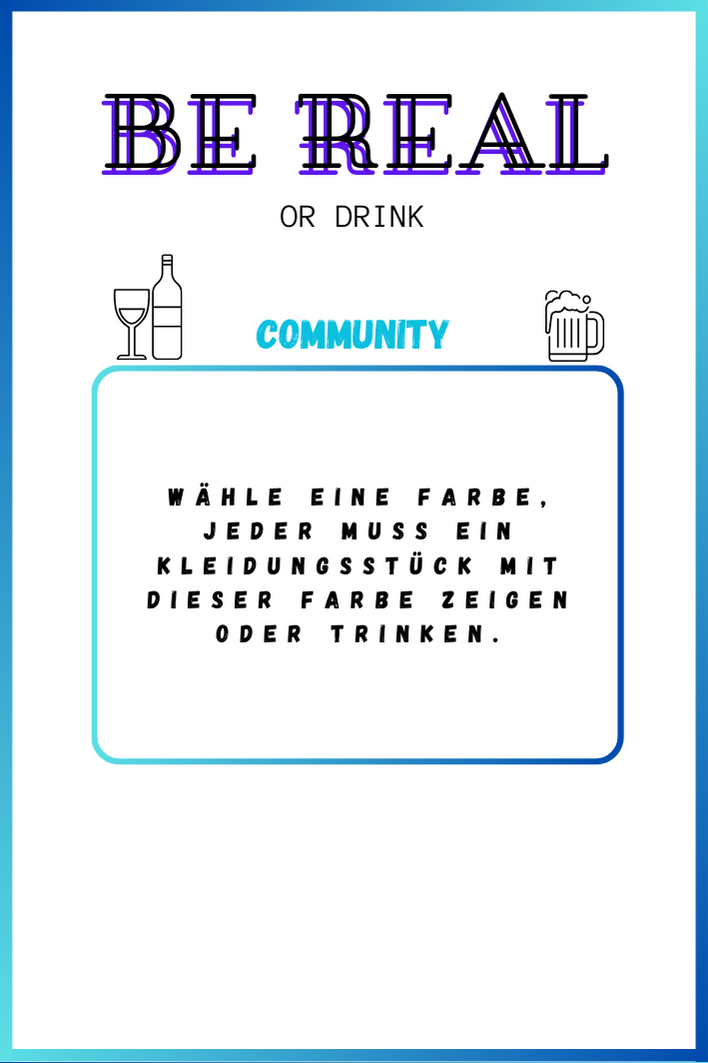 BE REAL
OR DRINK
COMMUNITY
WÄHLE EINE FARBE,
JEDER MUSS EIN
KLEIDUNGSSTÜCK MIT
DIESER FARBE ZEIGEN
ODER TRINKEN.